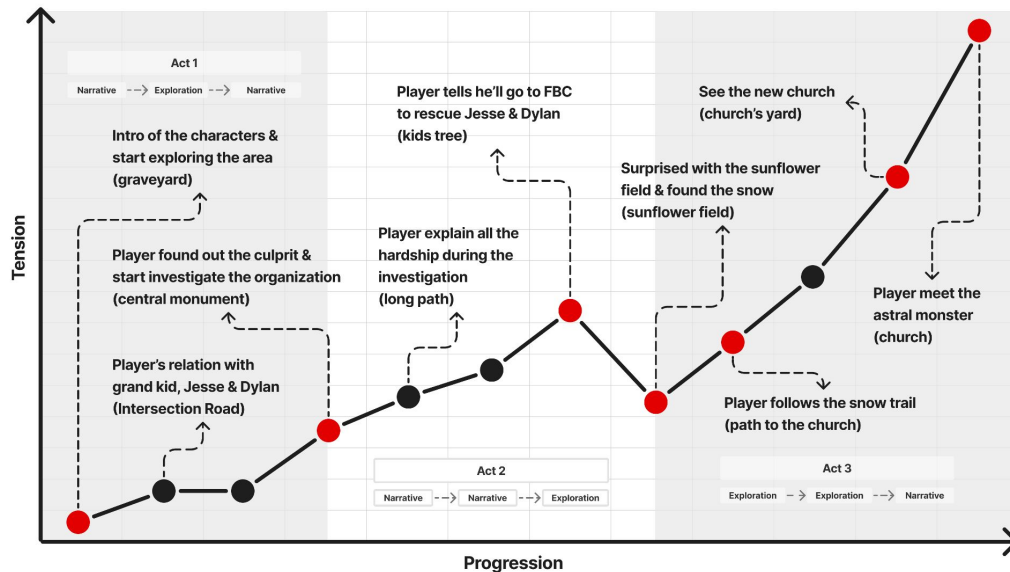 Act 1
Narrative
Exploration
Narrative
Intro of the characters &
start exploring the area
(graveyard)
Player found out the culprit &
start investigate the organization
(central monument)
Player's relation with
grand kid, Jesse & Dylan
(Intersection Road)
Player tells he'll go to FBC
to rescue Jesse & Dylan
(kids tree)
Player explain all the
hardship during the
investigation
(long path)
Act 2
Narrative
Narrative
Exploration
Surprised with the sunflower
field & found the snow
(sunflower field)
See the new church
(church's yard)
Player meet the
astral monster
(church)
Player follows the snow trail
(path to the church)
Act 3
Exploration
Exploration
Narrative
Tension
Progression